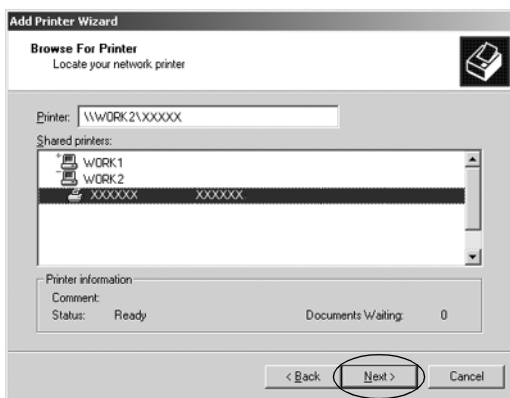 Add Printer Wizard
Browse For Printer
Locate your network printer
Printer: \\WORK2\XXXXX
Shared printers:
WORK1
WORK2
XXXXXX XXXXXX
Printer information
Comment:
Status: Ready Documents Waiting: 0
< Back Next > Cancel